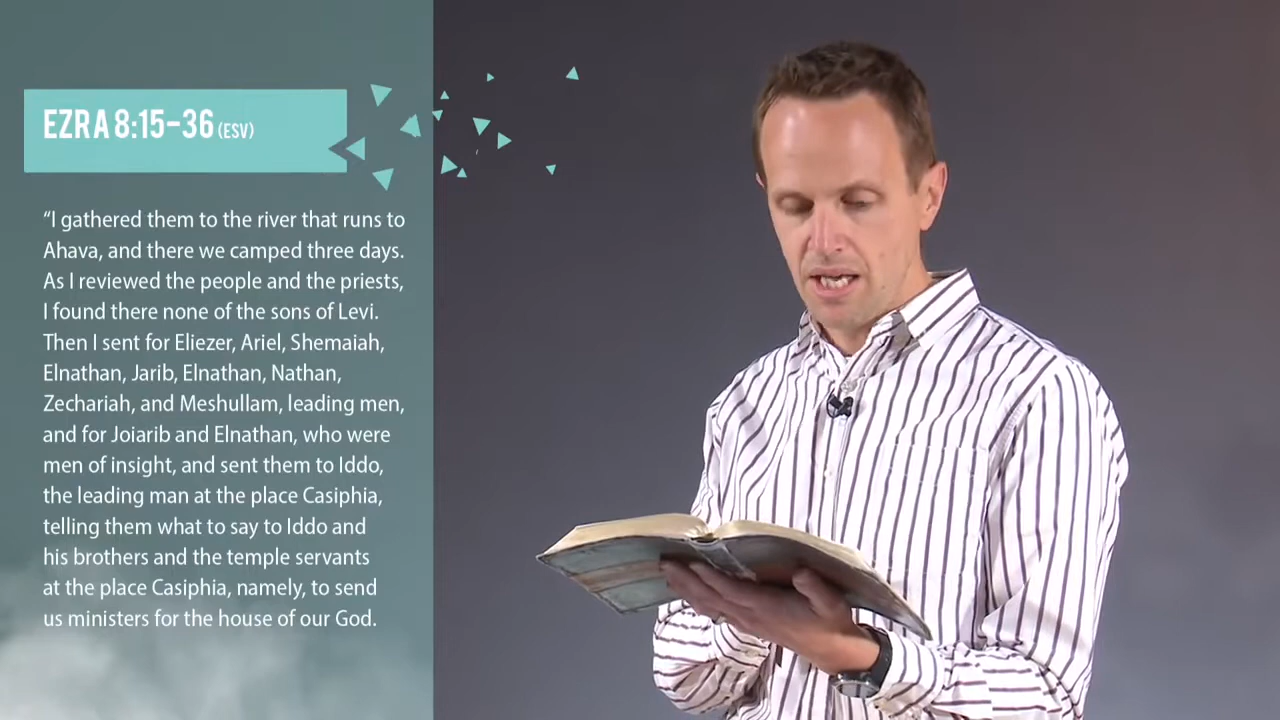 EZRA 8:15–36 (ESV)
“I gathered them to the river that runs to
Ahava, and there we camped three days.
As I reviewed the people and the priests,
I found there none of the sons of Levi.
Then I sent for Eliezer, Ariel, Shemaiah,
Elnathan, Jarib, Elnathan, Nathan,
Zechariah, and Meshullam, leading men,
and for Joiarib and Elnathan, who were
men of insight, and sent them to Iddo,
the leading man at the place Casiphia,
telling them what to say to Iddo and
his brothers and the temple servants
at the place Casiphia, namely, to send
us ministers for the house of our God.